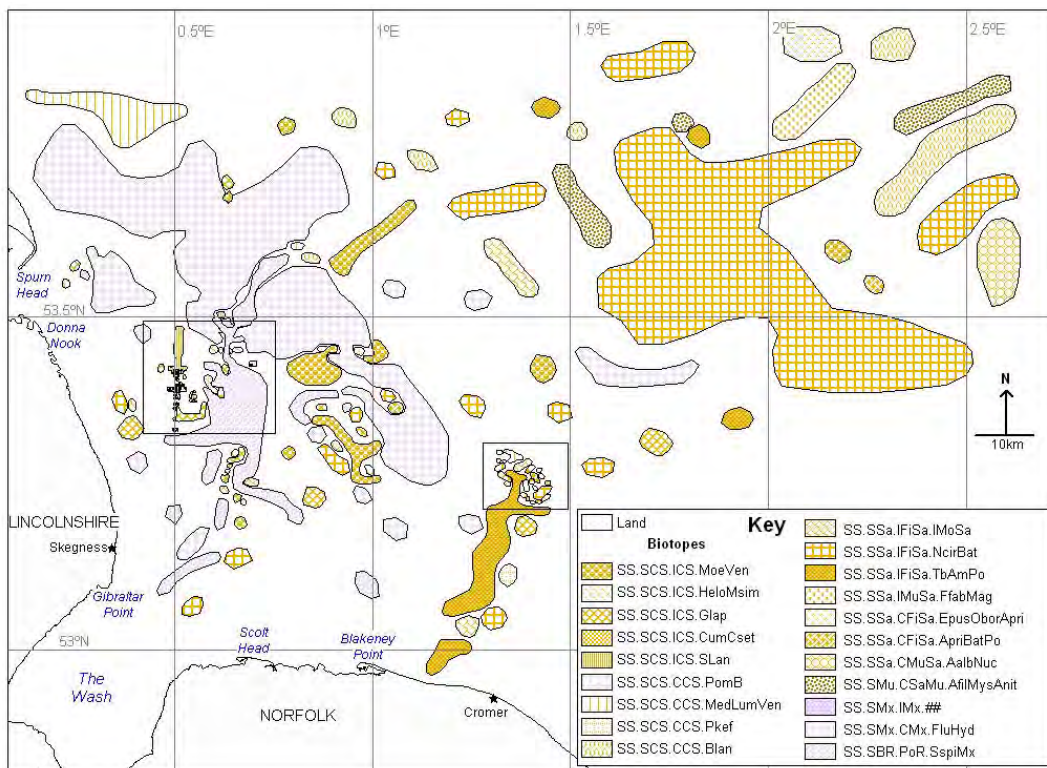 0.5ºE
1ºE
1.5ºE
2ºE
2.5ºE
Spurn
Head
53.5ºN
Donna
Nook
N
10km
LINCOLNSHIRE
Skegness
Gibraltar
Point
53ºN
Scolt
Head
Blakeney
Point
The
Wash
NORFOLK
Cromer
Key
Land
Biotopes
SS.SCS.ICS.MoeVen
SS.SCS.ICS.HeloMsim
SS.SCS.ICS.Glap
SS.SCS.ICS.CumCset
SS.SCS.ICS.SLan
SS.SCS.CCS.PomB
SS.SCS.CCS.MedLumVen
SS.SCS.CCS.Pkef
SS.SCS.CCS.Blan
SS.SSa.IFiSa.IMoSa
SS.SSa.IFiSa.NcirBat
SS.SSa.IFiSa.TbAmPo
SS.SSa.IMuSa.FfabMag
SS.SSa.CFiSa.EpusOborApri
SS.SSa.CFiSa.ApriBatPo
SS.SSa.CMuSa.AalbNuc
SS.SMu.CSaMu.AfilMysAnit
SS.SMx.IMx.##
SS.SMx.CMx.FluHyd
SS.SBR.PoR.SspiMx